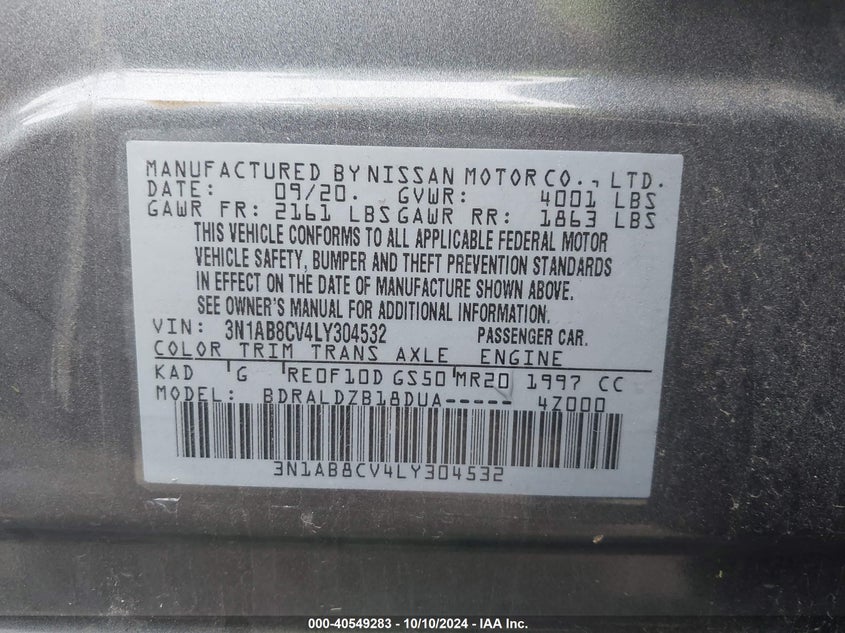 MANUFACTURED BY NISSAN MOTOR CO., LTD.
DATE: 09/20. GVWR: 4001 LBS
GAWR FR: 2161 LBS GAWR RR: 1863 LBS
THIS VEHICLE CONFORMS TO ALL APPLICABLE FEDERAL MOTOR
VEHICLE SAFETY, BUMPER AND THEFT PREVENTION STANDARDS
IN EFFECT ON THE DATE OF MANUFACTURE SHOWN ABOVE.
SEE OWNER'S MANUAL FOR ADDITIONAL INFORMATION.
VIN: 3N1AB8CV4LY304532 PASSENGER CAR.
COLOR TRIM TRANS AXLE ENGINE
KAD G RE0F10D GS50 MR20 1997 CC
MODEL: BDRALDZB18DUA----- 4Z000
3N1AB8CV4LY304532
000-40549283 - 10/10/2024 - IAA Inc.